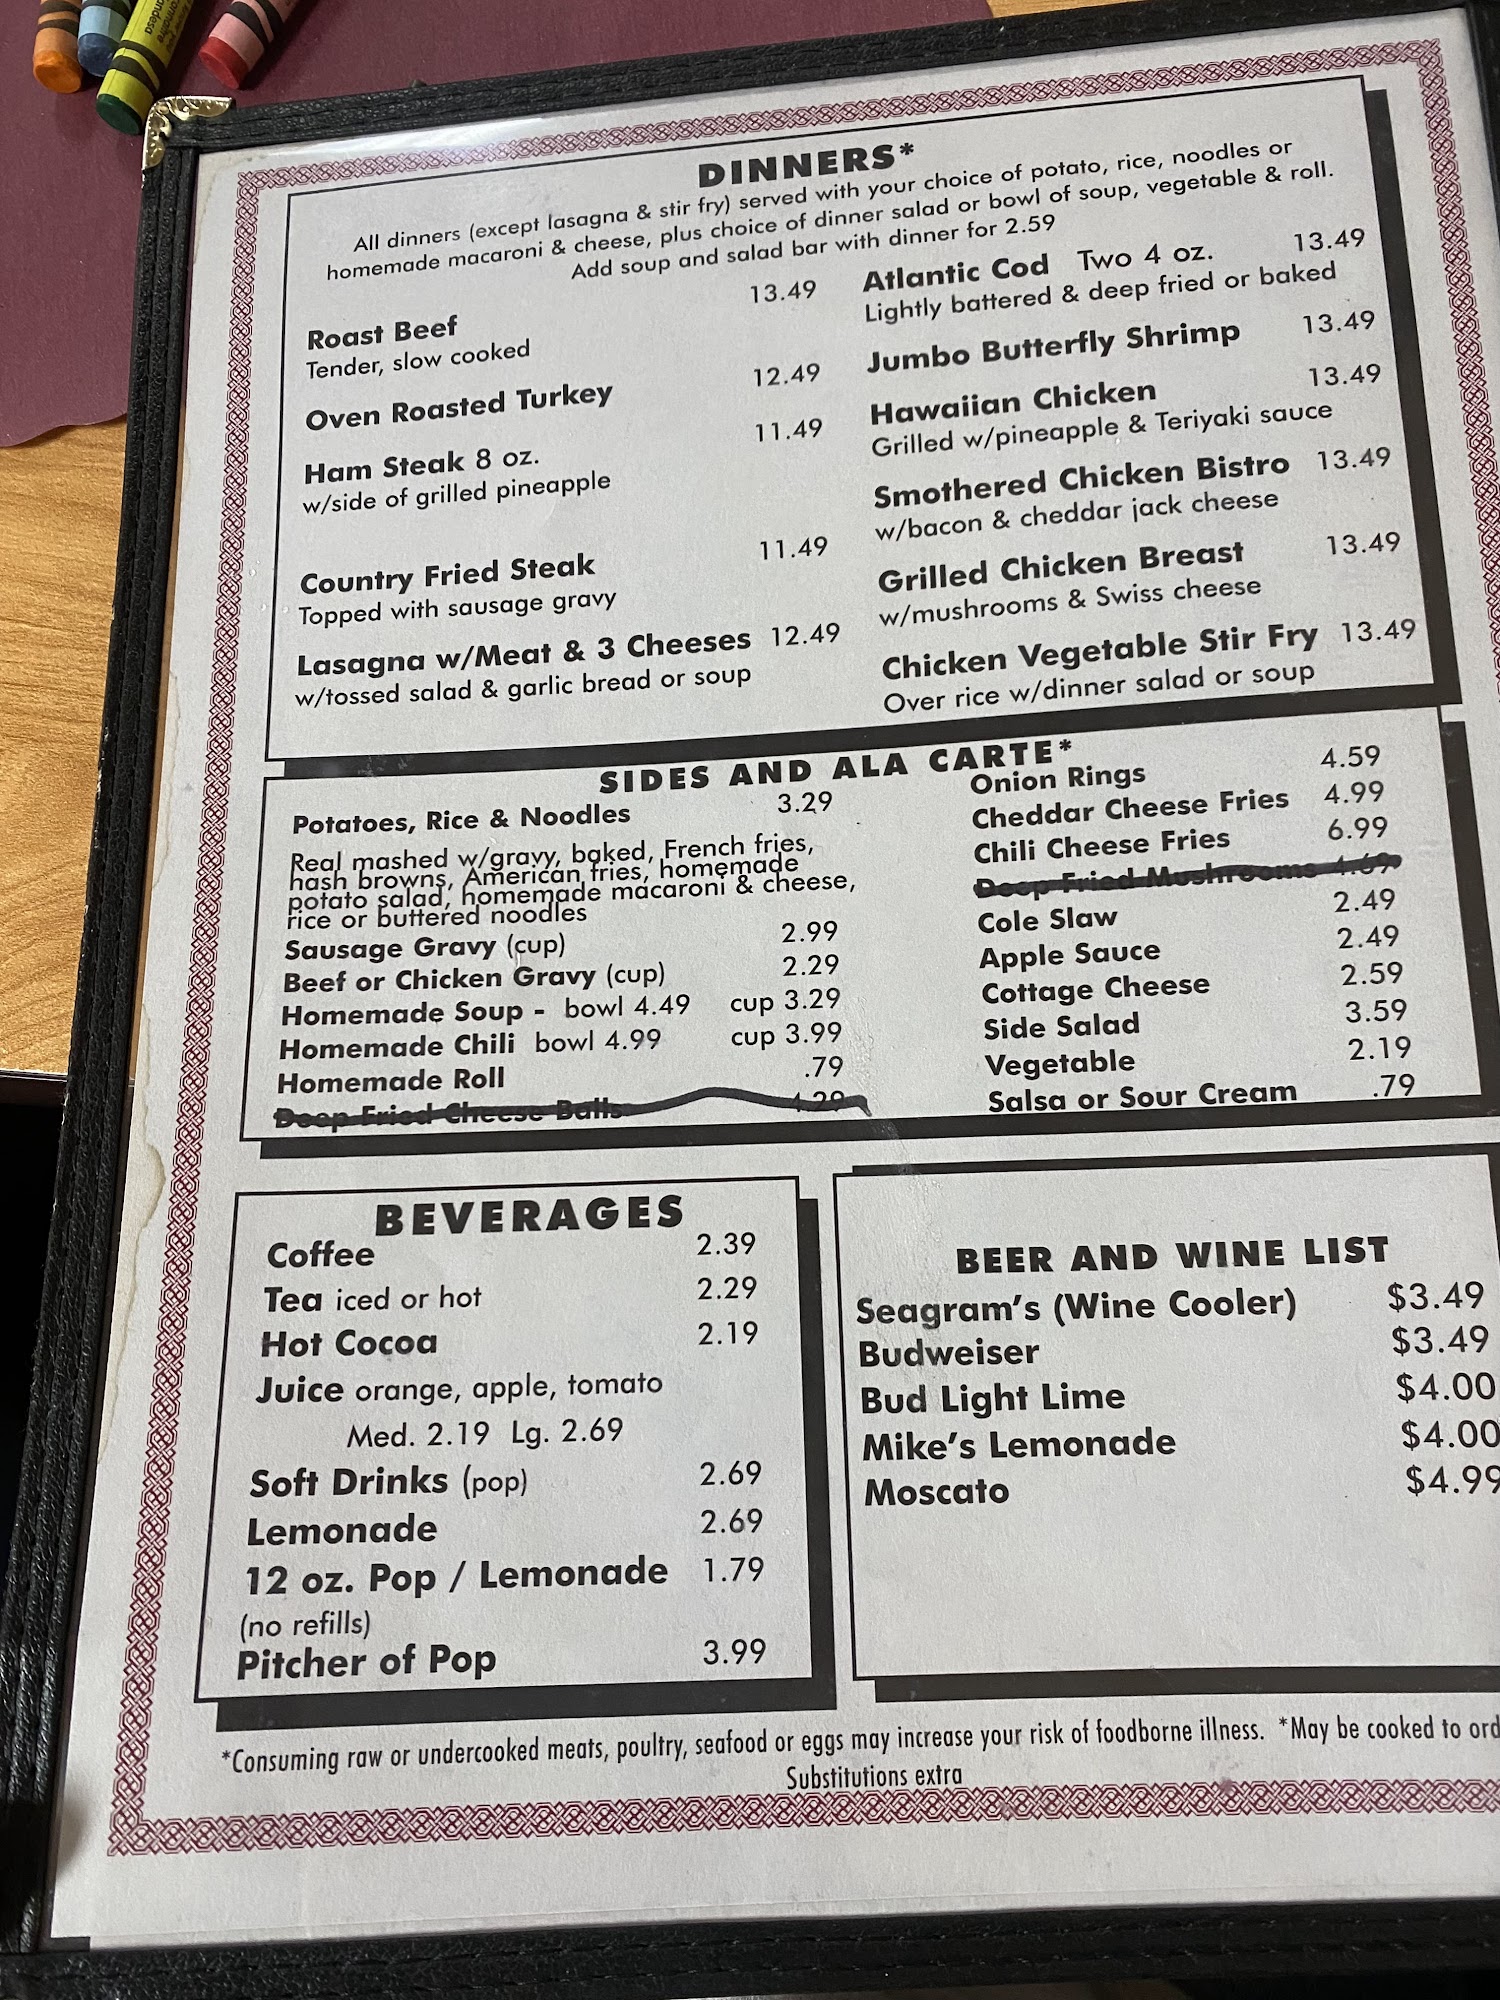 DINNERS*
All dinners (except lasagna & stir fry) served with your choice of potato, rice, noodles or
homemade macaroni & cheese, plus choice of dinner salad or bowl of soup, vegetable & roll.
Add soup and salad bar with dinner for 2.59
Roast Beef 13.49
Tender, slow cooked
Oven Roasted Turkey 12.49
Ham Steak 8 oz. 11.49
w/side of grilled pineapple
Country Fried Steak 11.49
Topped with sausage gravy
Lasagna w/Meat & 3 Cheeses 12.49
w/tossed salad & garlic bread or soup
Atlantic Cod Two 4 oz. 13.49
Lightly battered & deep fried or baked
Jumbo Butterfly Shrimp 13.49
Hawaiian Chicken 13.49
Grilled w/pineapple & Teriyaki sauce
Smothered Chicken Bistro 13.49
w/bacon & cheddar jack cheese
Grilled Chicken Breast 13.49
w/mushrooms & Swiss cheese
Chicken Vegetable Stir Fry 13.49
Over rice w/dinner salad or soup
SIDES AND ALA CARTE*
Potatoes, Rice & Noodles 3.29
Real mashed w/gravy, baked, French fries,
hash browns, American fries, homemade
potato salad, homemade macaroni & cheese,
rice or buttered noodles
Sausage Gravy (cup) 2.99
Beef or Chicken Gravy (cup) 2.29
Homemade Soup - bowl 4.49 cup 3.29
Homemade Chili bowl 4.99 cup 3.99
Homemade Roll .79
Deep Fried Cheese Balls 4.29
Onion Rings 4.59
Cheddar Cheese Fries 4.99
Chili Cheese Fries 6.99
Deep Fried Mushrooms 4.69
Cole Slaw 2.49
Apple Sauce 2.49
Cottage Cheese 2.59
Side Salad 3.59
Vegetable 2.19
Salsa or Sour Cream .79
BEVERAGES
Coffee 2.39
Tea iced or hot 2.29
Hot Cocoa 2.19
Juice orange, apple, tomato
Med. 2.19 Lg. 2.69
Soft Drinks (pop) 2.69
Lemonade 2.69
12 oz. Pop / Lemonade 1.79
(no refills)
Pitcher of Pop 3.99
BEER AND WINE LIST
Seagram's (Wine Cooler) $3.49
Budweiser $3.49
Bud Light Lime $4.00
Mike's Lemonade $4.00
Moscato $4.99
*Consuming raw or undercooked meats, poultry, seafood or eggs may increase your risk of foodborne illness. *May be cooked to ord
Substitutions extra